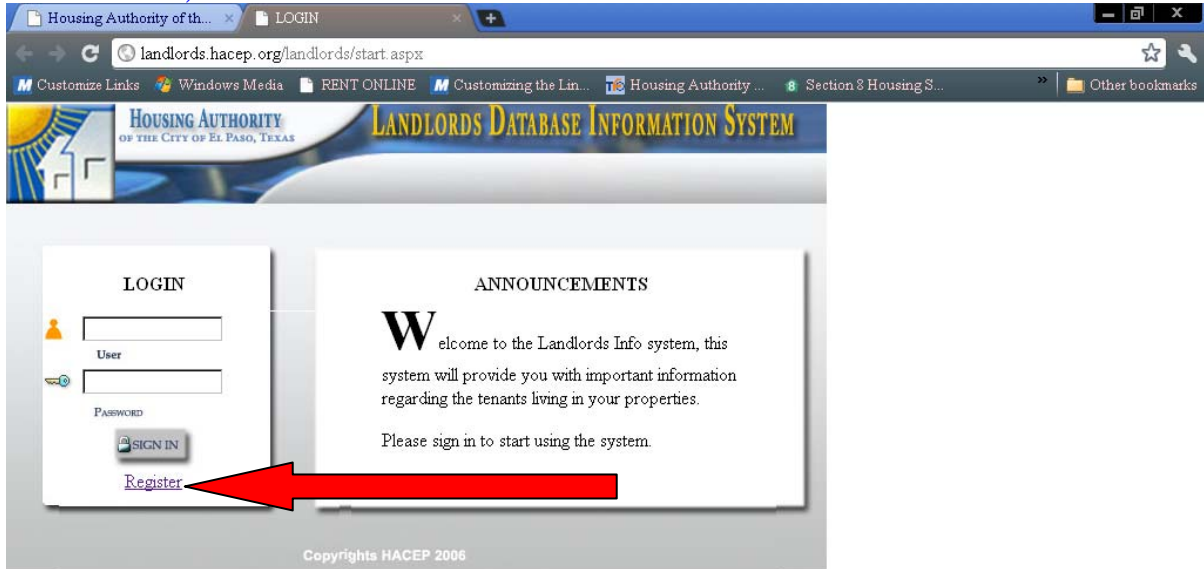 Housing Authority of th...
LOGIN
landlords.hacep.org/landlords/start.aspx
Customize Links
Windows Media
RENT ONLINE
Customizing the Lin...
Housing Authority ...
Section 8 Housing S...
»
Other bookmarks
HOUSING AUTHORITY
OF THE CITY OF EL PASO, TEXAS
LANDLORDS DATABASE INFORMATION SYSTEM
LOGIN
User
PASSWORD
SIGN IN
Register
ANNOUNCEMENTS
Welcome to the Landlords Info system, this
system will provide you with important information
regarding the tenants living in your properties.
Please sign in to start using the system.
Copyrights HACEP 2006